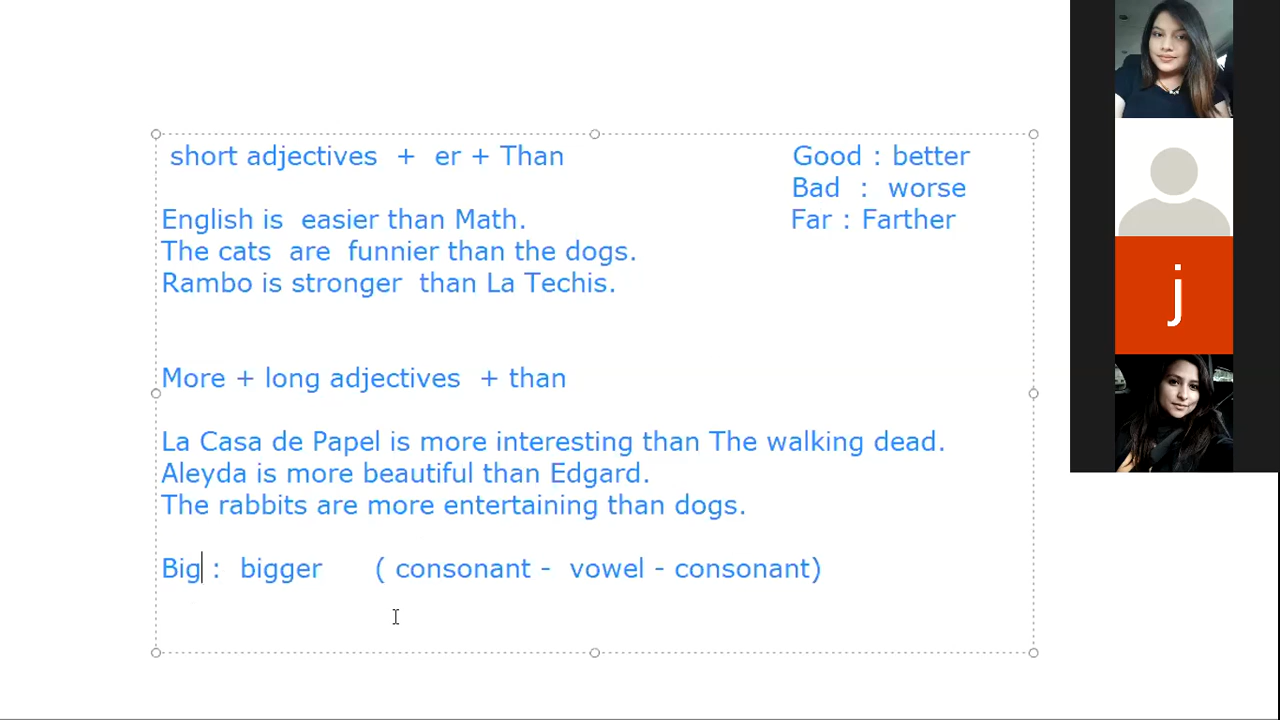 short adjectives + er + Than
Good : better
Bad : worse
English is easier than Math.
Far : Farther
The cats are funnier than the dogs.
Rambo is stronger than La Techis.
More + long adjectives + than
La Casa de Papel is more interesting than The walking dead.
Aleyda is more beautiful than Edgard.
The rabbits are more entertaining than dogs.
Big : bigger ( consonant - vowel - consonant)
j